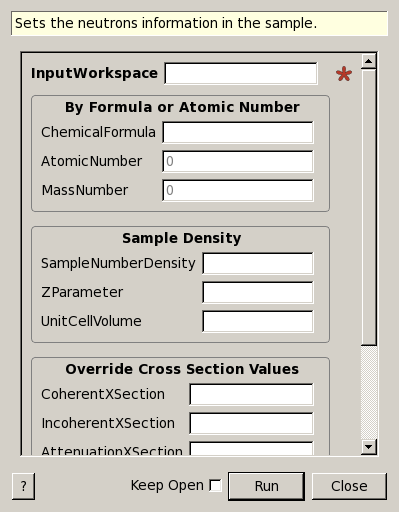 Sets the neutrons information in the sample.
InputWorkspace
By Formula or Atomic Number
ChemicalFormula
AtomicNumber 0
MassNumber 0
Sample Density
SampleNumberDensity
ZParameter
UnitCellVolume
Override Cross Section Values
CoherentXSection
IncoherentXSection
AttenuationXSection
? Keep Open Run Close